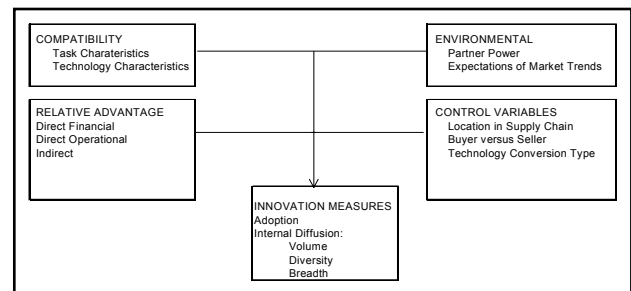 COMPATIBILITY
Task Charateristics
Technology Characteristics
ENVIRONMENTAL
Partner Power
Expectations of Market Trends
RELATIVE ADVANTAGE
Direct Financial
Direct Operational
Indirect
CONTROL VARIABLES
Location in Supply Chain
Buyer versus Seller
Technology Conversion Type
INNOVATION MEASURES
Adoption
Internal Diffusion:
Volume
Diversity
Breadth